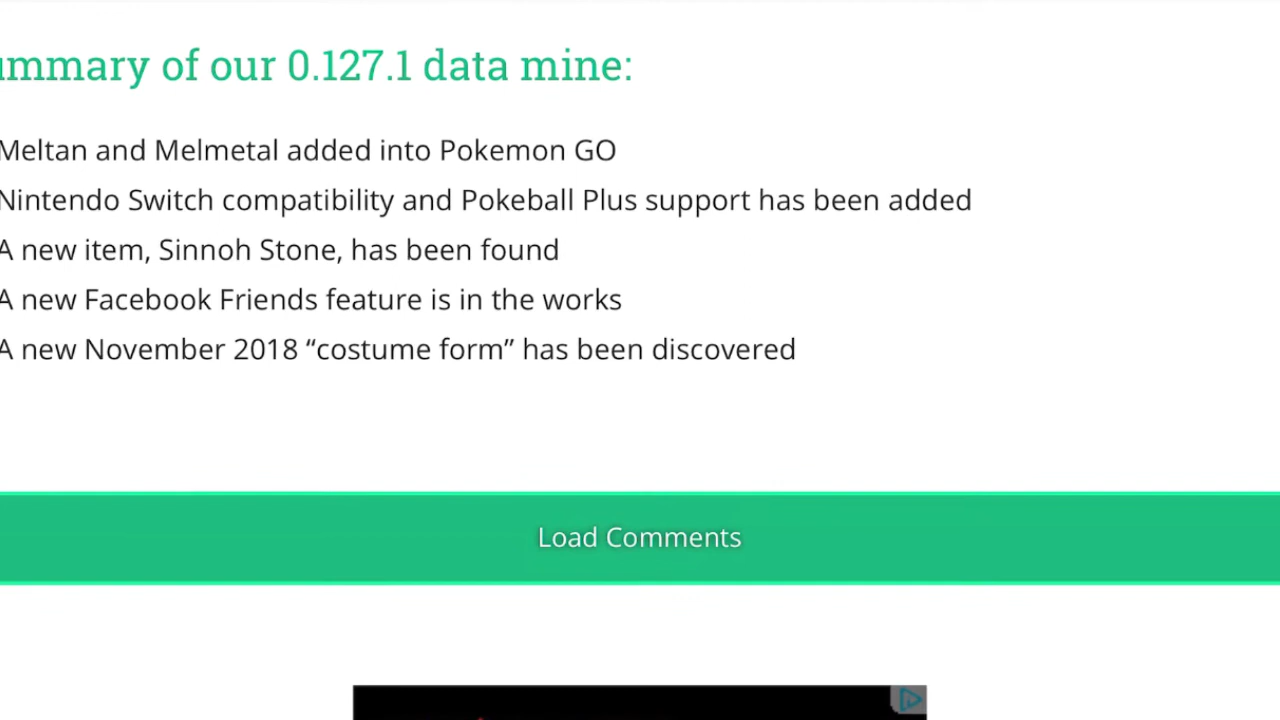 ummary of our 0.127.1 data mine:
Meltan and Melmetal added into Pokemon GO
Nintendo Switch compatibility and Pokeball Plus support has been added
A new item, Sinnoh Stone, has been found
A new Facebook Friends feature is in the works
A new November 2018 “costume form” has been discovered
Load Comments